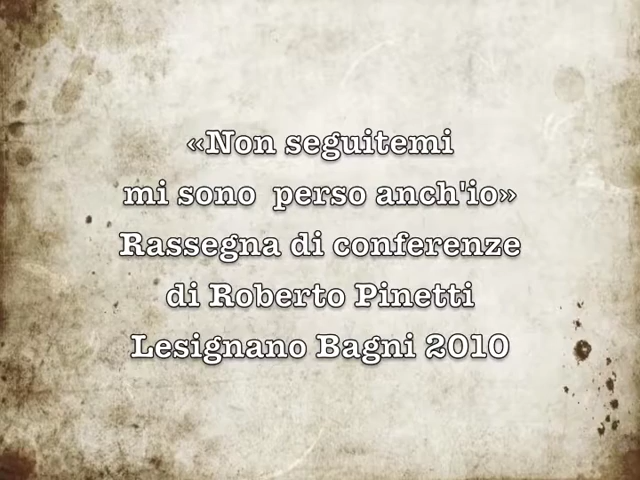 «Non seguitemi
mi sono perso anch'io»
Rassegna di conferenze
di Roberto Pinetti
Lesignano Bagni 2010